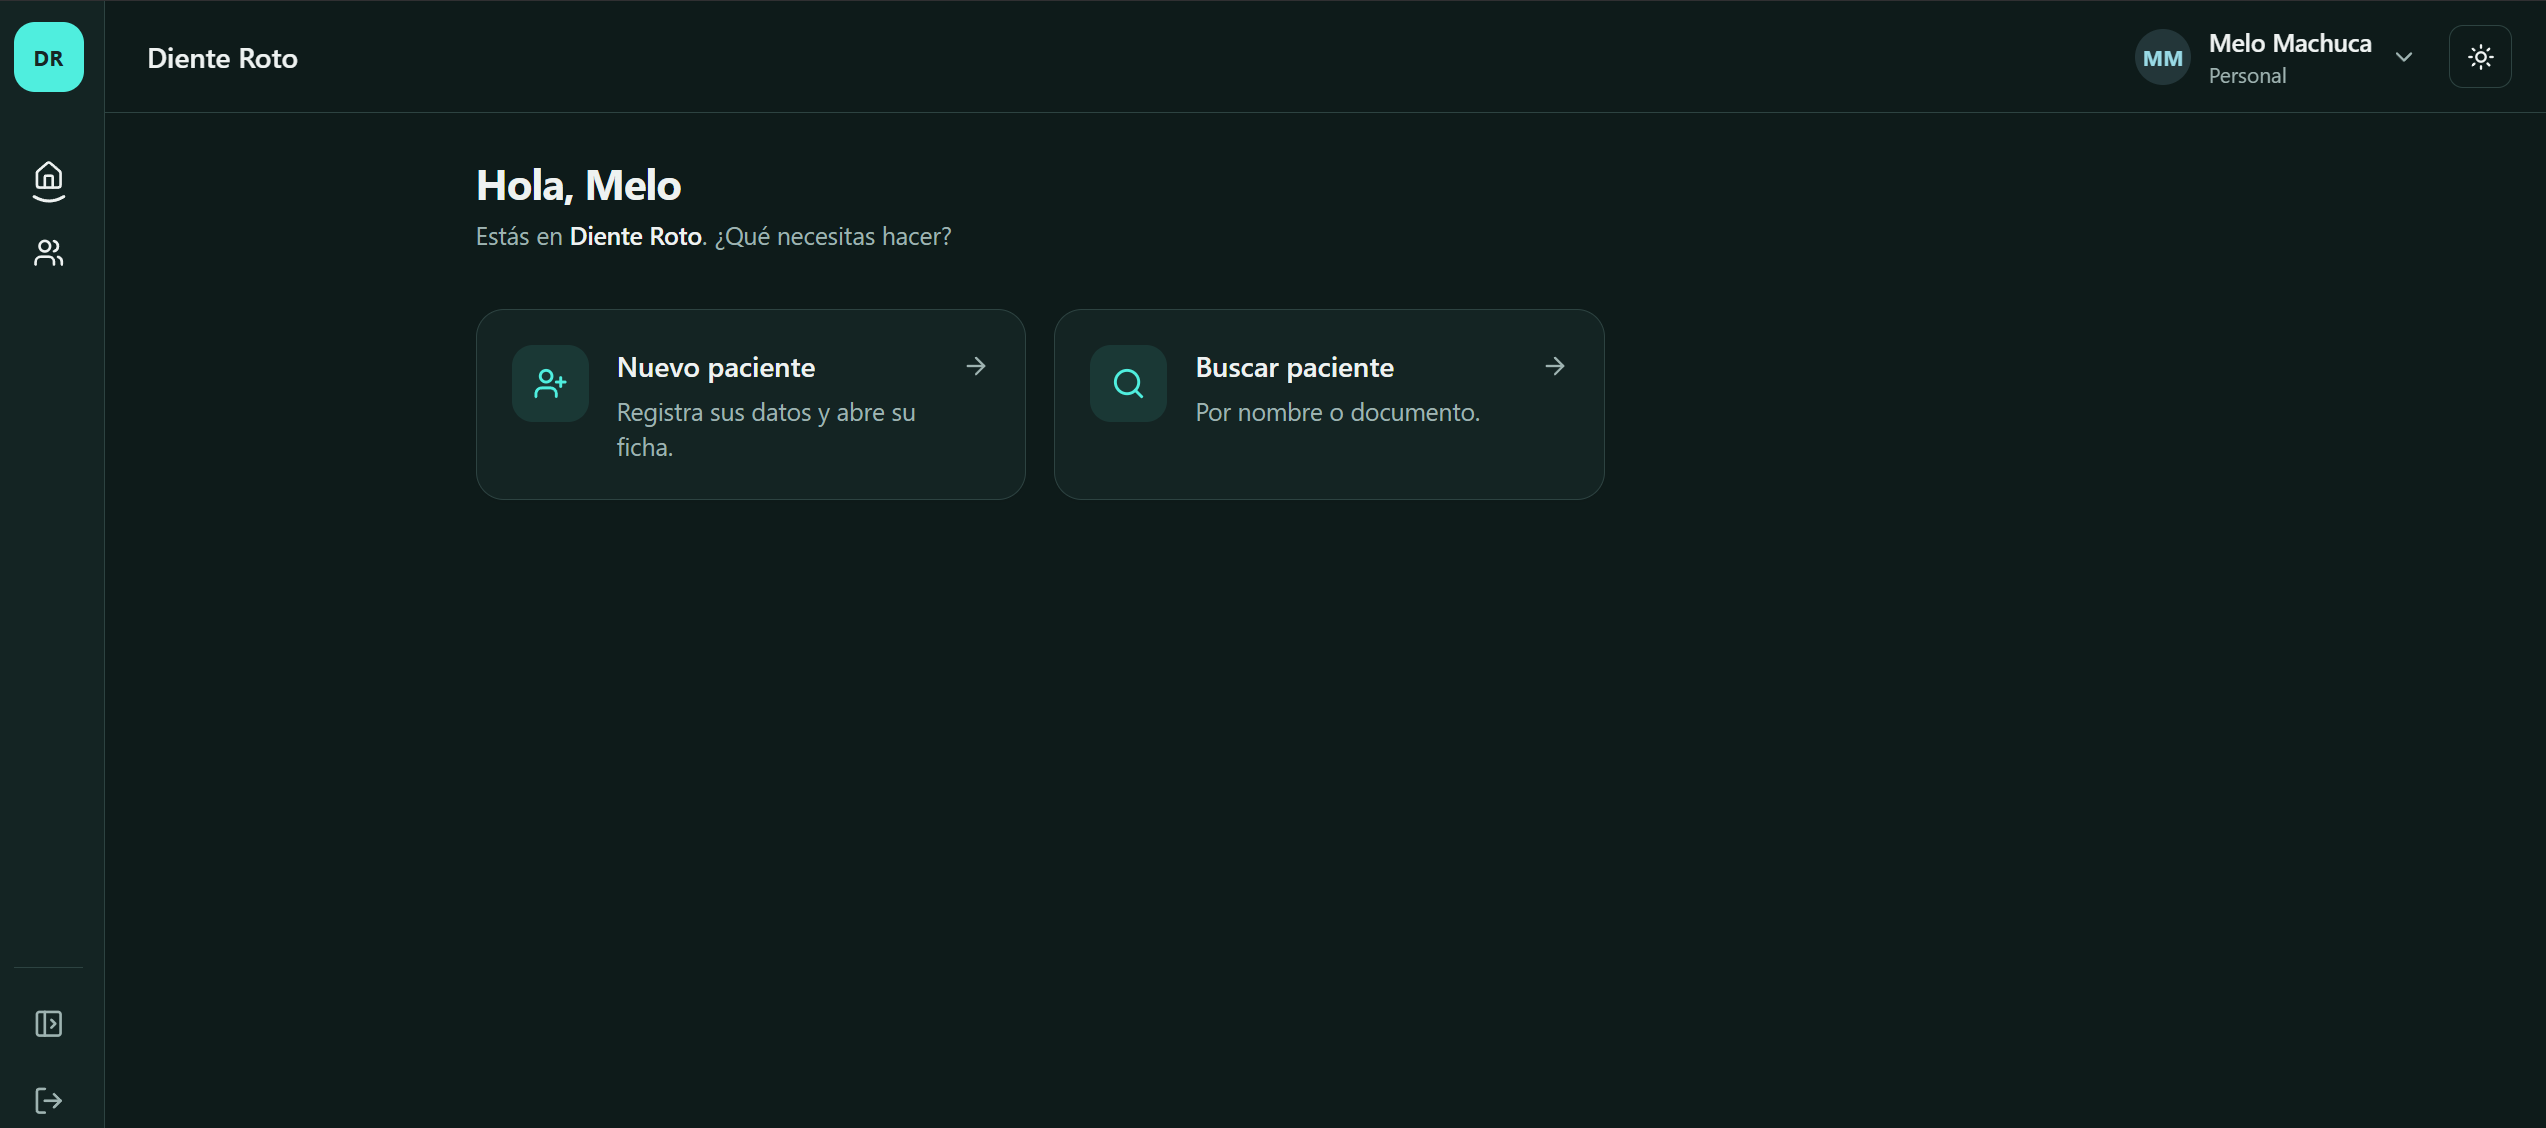 DR
Diente Roto
MM
Melo Machuca
Personal
Hola, Melo
Estás en Diente Roto. ¿Qué necesitas hacer?
Nuevo paciente
Registra sus datos y abre su
ficha.
Buscar paciente
Por nombre o documento.